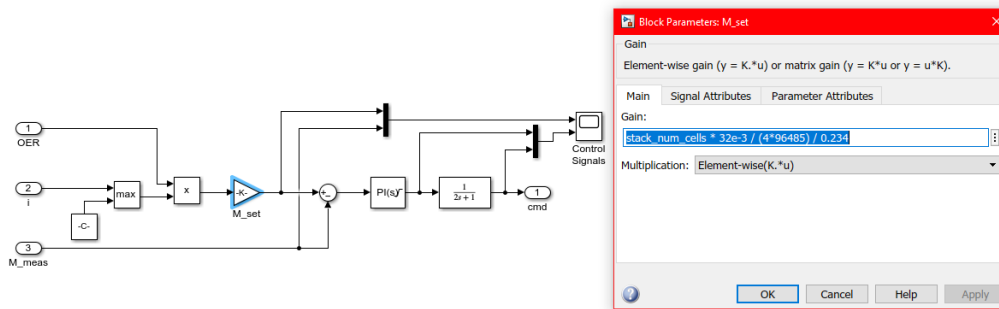 Block Parameters: M_set
Gain
Element-wise gain (y = K.*u) or matrix gain (y = K*u or y = u*K).
Main Signal Attributes Parameter Attributes
Gain:
stack_num_cells * 32e-3 / (4*96485) / 0.234
Multiplication: Element-wise(K.*u)
OK Cancel Help Apply
1
OER
2
i
3
M_meas
max
-C-
x
-K-
M_set
+
-
PI(s)
1
2s+1
1
cmd
Control
Signals